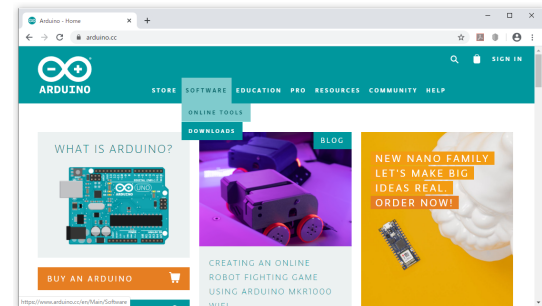 Arduino - Home
arduino.cc
SIGN IN
ARDUINO
STORE SOFTWARE EDUCATION PRO RESOURCES COMMUNITY HELP
ONLINE TOOLS
DOWNLOADS
WHAT IS ARDUINO?
UNO
BUY AN ARDUINO
BLOG
CREATING AN ONLINE
ROBOT FIGHTING GAME
USING ARDUINO MKR1000
WIFI
NEW NANO FAMILY
LET'S MAKE BIG
IDEAS REAL.
ORDER NOW!
https://www.arduino.cc/en/Main/Software